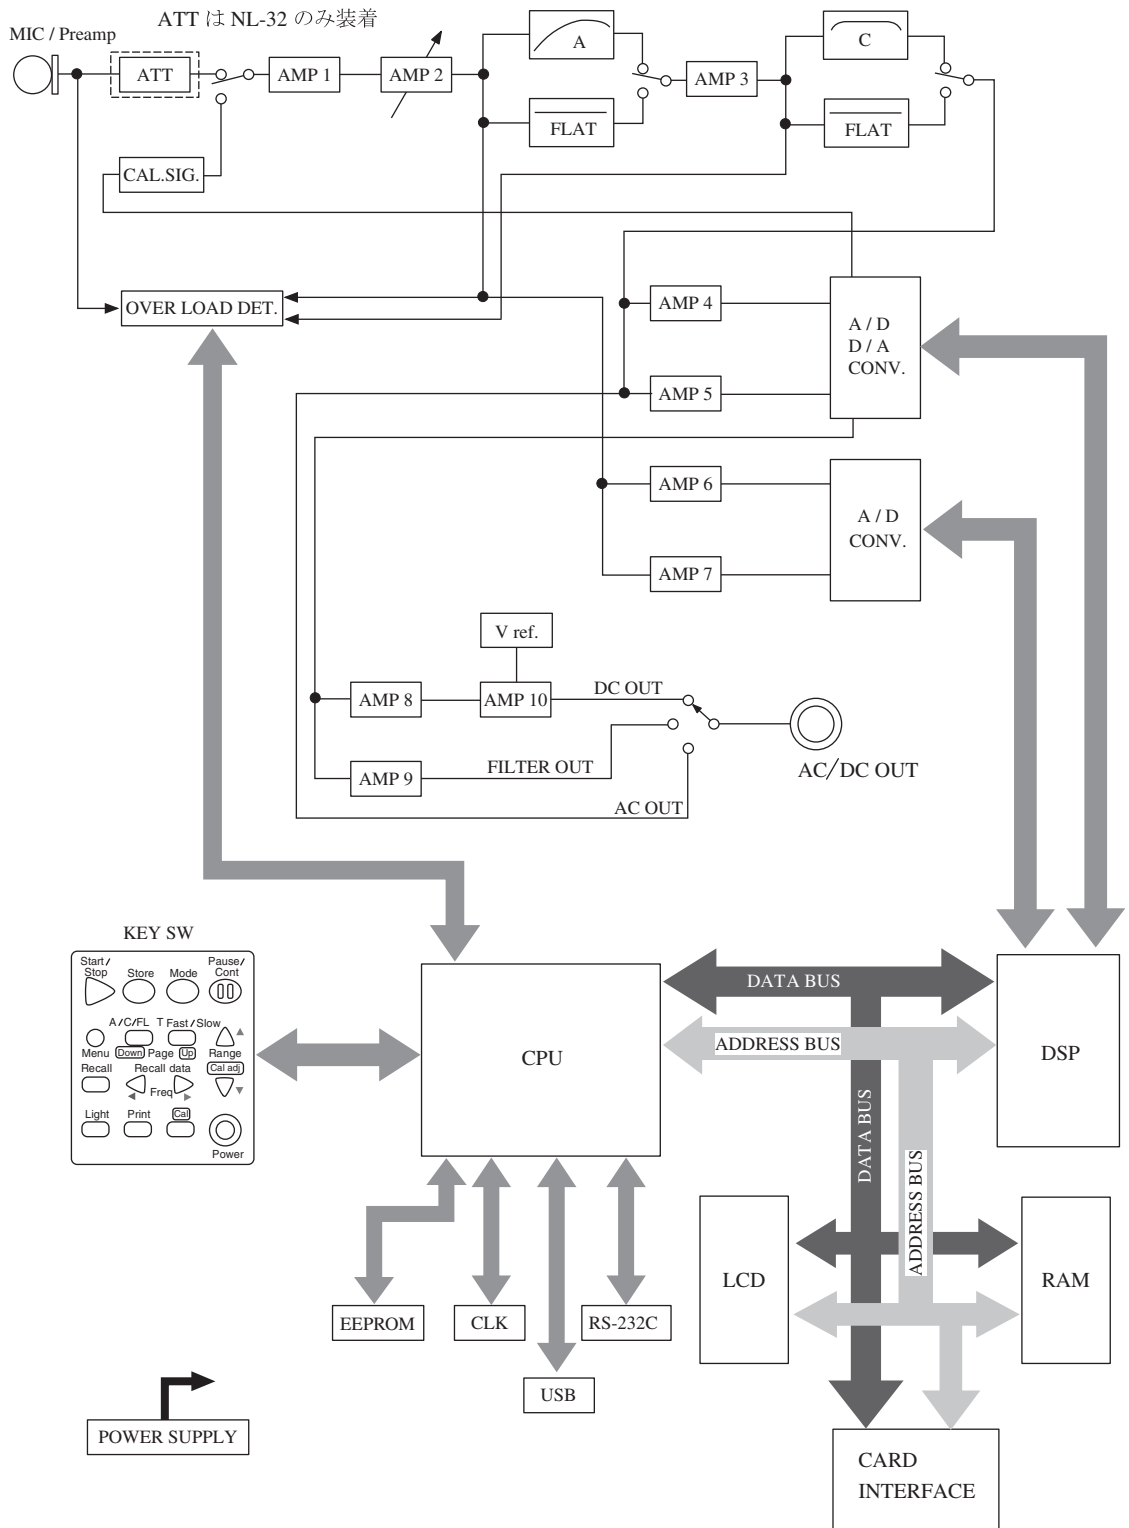 ATT は NL-32 のみ装着
MIC / Preamp
ATT
AMP 1
AMP 2
A
FLAT
AMP 3
C
FLAT
CAL.SIG.
OVER LOAD DET.
AMP 4
A / D
D / A
CONV.
AMP 5
AMP 6
A / D
CONV.
AMP 7
V ref.
AMP 8
AMP 10
DC OUT
AMP 9
FILTER OUT
AC OUT
AC/DC OUT
KEY SW
Start /
Stop
Store
Mode
Pause /
Cont
A / C / FL
T Fast / Slow
Menu
Down
Page
Up
Range
Recall
Recall data
Cal adj
Freq
Light
Print
Cal
Power
CPU
DATA BUS
ADDRESS BUS
DSP
DATA BUS
ADDRESS BUS
LCD
RAM
EEPROM
CLK
RS-232C
USB
POWER SUPPLY
CARD
INTERFACE